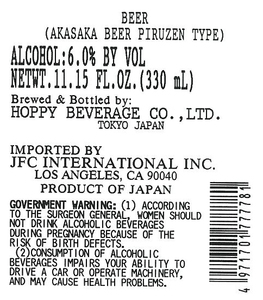 BEER
(AKASAKA BEER PIRUZEN TYPE)
ALCOHOL:6.0% BY VOL
NETWT.11.15 FL.OZ.(330 mL)
Brewed & Bottled by:
HOPPY BEVERAGE CO.,LTD.
TOKYO JAPAN
IMPORTED BY
JFC INTERNATIONAL INC.
LOS ANGELES, CA 90040
PRODUCT OF JAPAN
GOVERNMENT WARNING: (1) ACCORDING
TO THE SURGEON GENERAL, WOMEN SHOULD
NOT DRINK ALCOHOLIC BEVERAGES
DURING PREGNANCY BECAUSE OF THE
RISK OF BIRTH DEFECTS.
(2)CONSUMPTION OF ALCOHOLIC
BEVERAGES IMPAIRS YOUR ABILITY TO
DRIVE A CAR OR OPERATE MACHINERY,
AND MAY CAUSE HEALTH PROBLEMS.
4971701777781